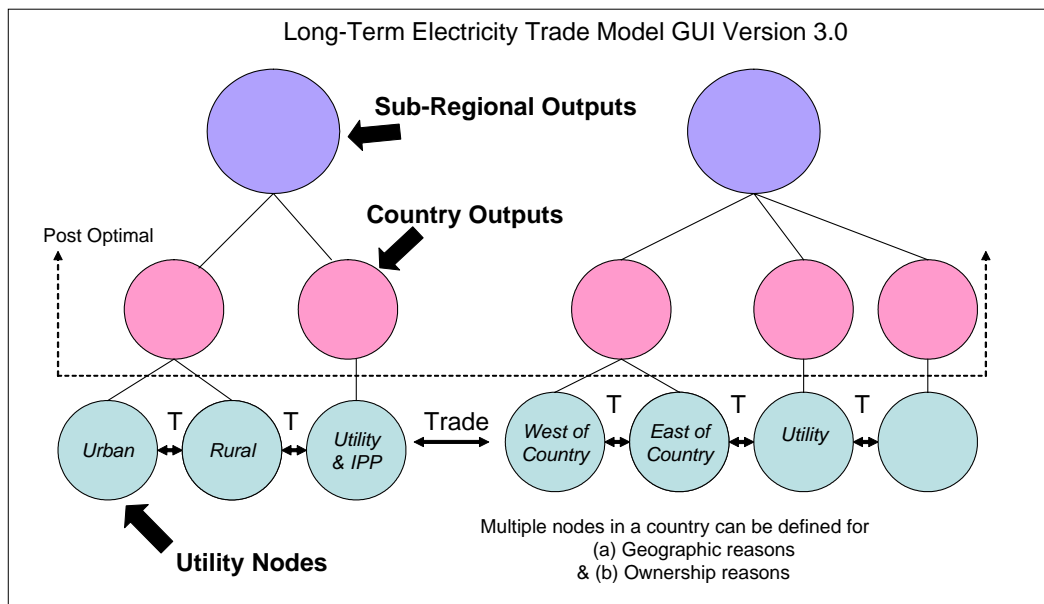 Long-Term Electricity Trade Model GUI Version 3.0
Sub-Regional Outputs
Country Outputs
Post Optimal
T
T
Trade
T
T
T
Urban
Rural
Utility
& IPP
West of
Country
East of
Country
Utility
Utility Nodes
Multiple nodes in a country can be defined for
(a) Geographic reasons
& (b) Ownership reasons